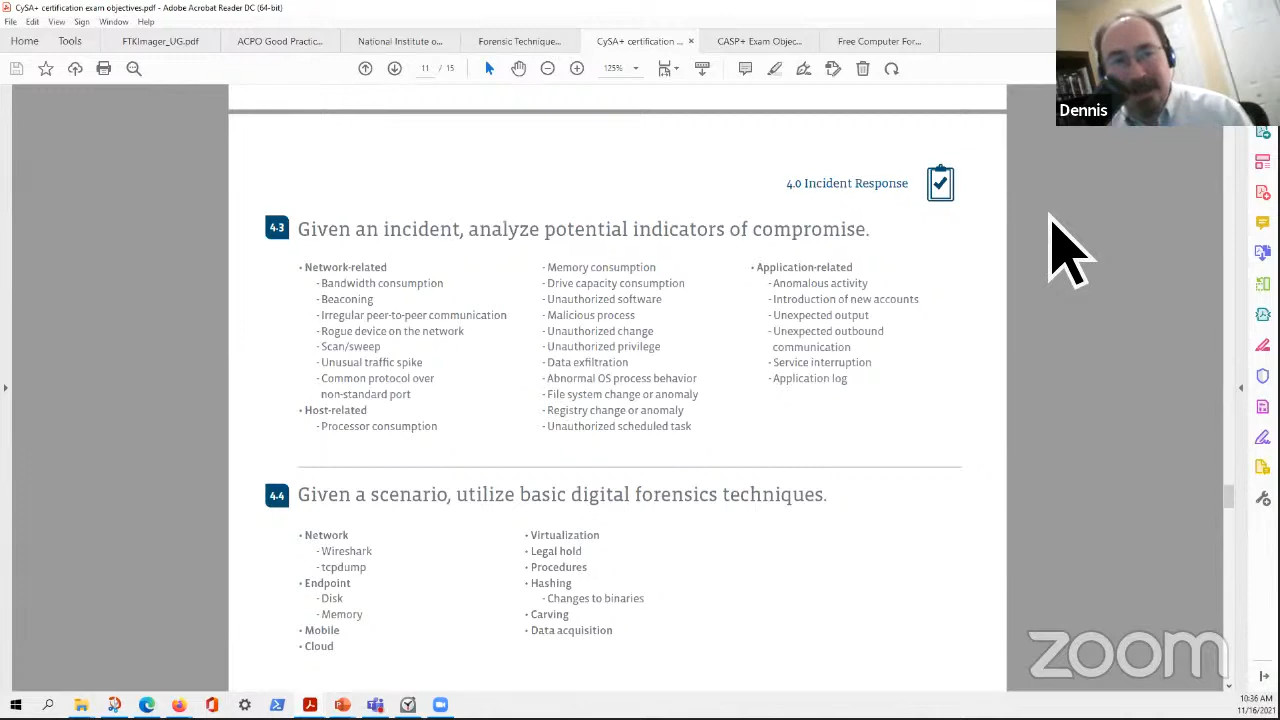 CySA+ certification exam objectives.pdf - Adobe Acrobat Reader DC (64-bit)
File Edit View Sign Window Help
Home Tools FTKImager_UG.pdf ACPO Good Practic... National Institute o... Forensic Technique... CySA+ certification ... × CASP+ Exam Objec... Free Computer For...
11 / 15 125%
Dennis
4.0 Incident Response
4.3 Given an incident, analyze potential indicators of compromise.
• Network-related
- Bandwidth consumption
- Beaconing
- Irregular peer-to-peer communication
- Rogue device on the network
- Scan/sweep
- Unusual traffic spike
- Common protocol over
non-standard port
• Host-related
- Processor consumption
- Memory consumption
- Drive capacity consumption
- Unauthorized software
- Malicious process
- Unauthorized change
- Unauthorized privilege
- Data exfiltration
- Abnormal OS process behavior
- File system change or anomaly
- Registry change or anomaly
- Unauthorized scheduled task
• Application-related
- Anomalous activity
- Introduction of new accounts
- Unexpected output
- Unexpected outbound
communication
- Service interruption
- Application log
4.4 Given a scenario, utilize basic digital forensics techniques.
• Network
- Wireshark
- tcpdump
• Endpoint
- Disk
- Memory
• Mobile
• Cloud
• Virtualization
• Legal hold
• Procedures
• Hashing
- Changes to binaries
• Carving
• Data acquisition
zoom
10:36 AM
11/16/2021